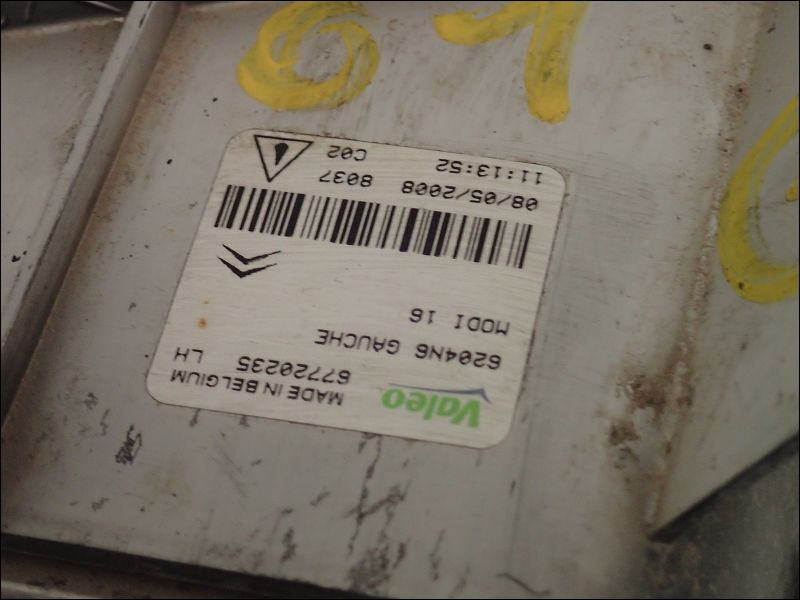 Valeo MADE IN BELGIUM
67720235 LH
6204N6 GAUCHE
MODI 16
08/05/2008 8037
11:13:52 C02